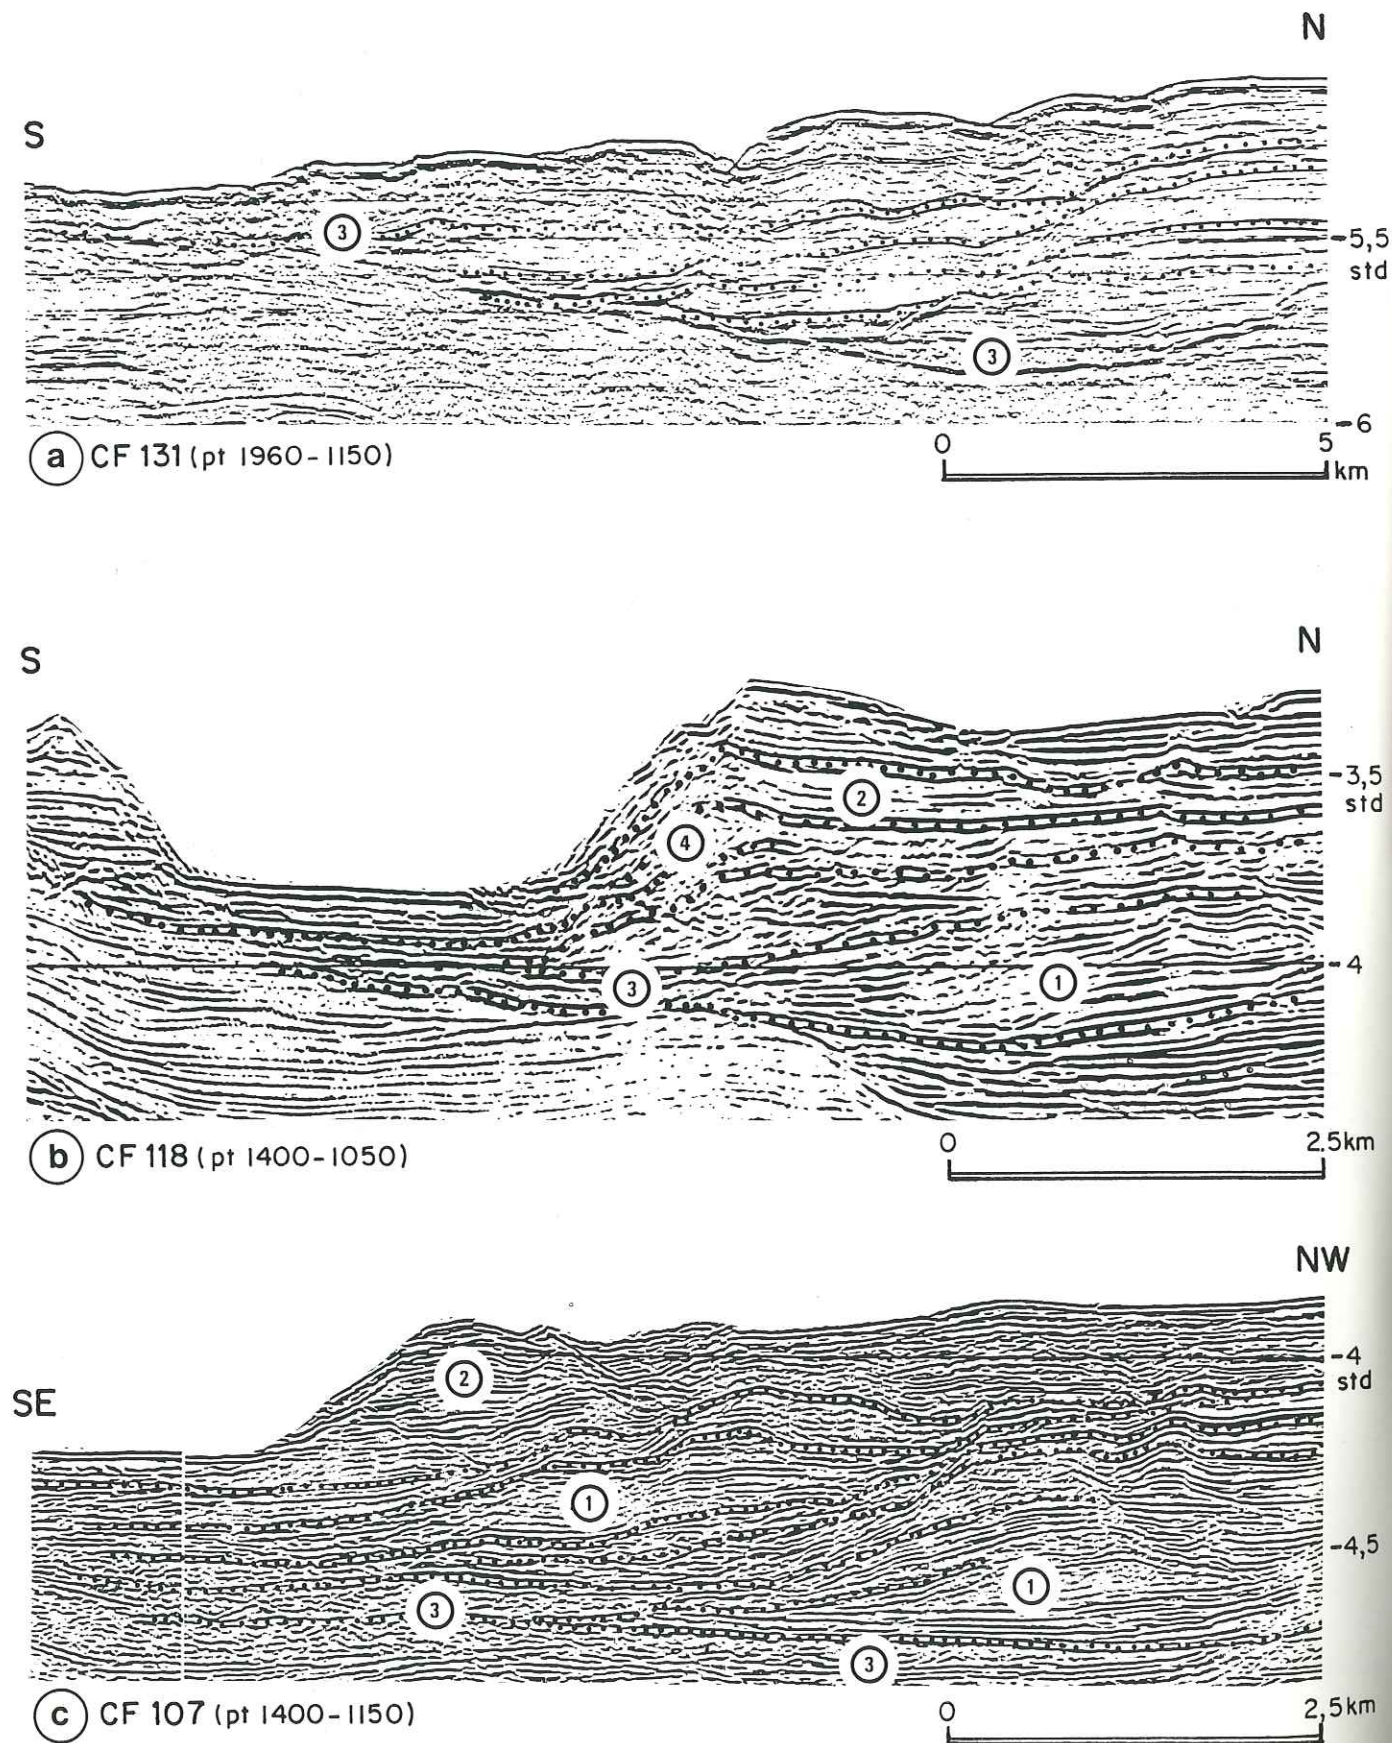 N
S
3
-5,5
std
3
-6
a CF 131 (pt 1960-1150)
0 5
km
S
N
-3,5
std
2
4
-4
3
1
b CF 118 (pt 1400-1050)
0 2.5km
NW
SE
-4
std
2
1
-4,5
1
3
3
c CF 107 (pt 1400-1150)
0 2,5km